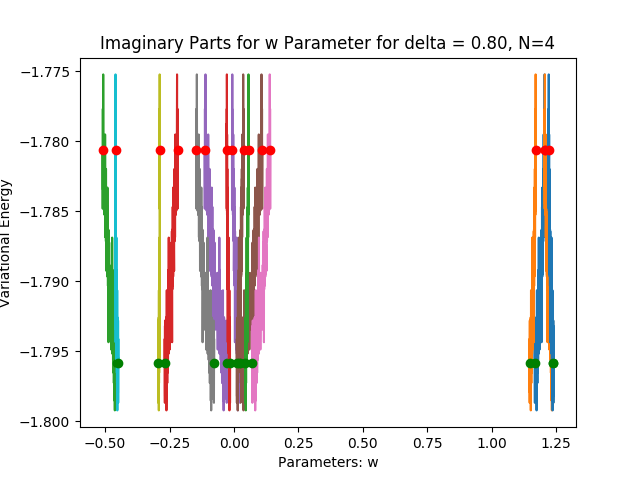 Imaginary Parts for w Parameter for delta = 0.80, N=4
Variational Energy
−1.775
−1.780
−1.785
−1.790
−1.795
−1.800
−0.50 −0.25 0.00 0.25 0.50 0.75 1.00 1.25
Parameters: w